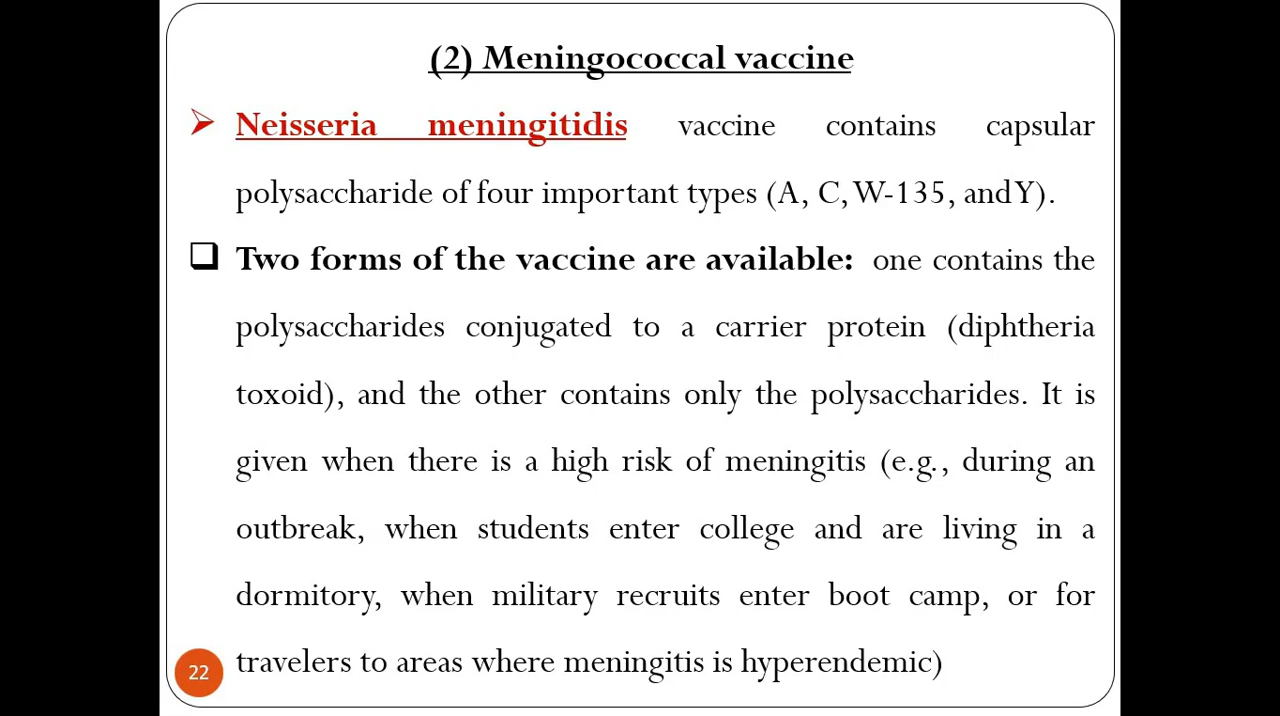 (2) Meningococcal vaccine
➢ Neisseria meningitidis vaccine contains capsular
polysaccharide of four important types (A, C, W-135, and Y).
❑ Two forms of the vaccine are available: one contains the
polysaccharides conjugated to a carrier protein (diphtheria
toxoid), and the other contains only the polysaccharides. It is
given when there is a high risk of meningitis (e.g., during an
outbreak, when students enter college and are living in a
dormitory, when military recruits enter boot camp, or for
travelers to areas where meningitis is hyperendemic)
22